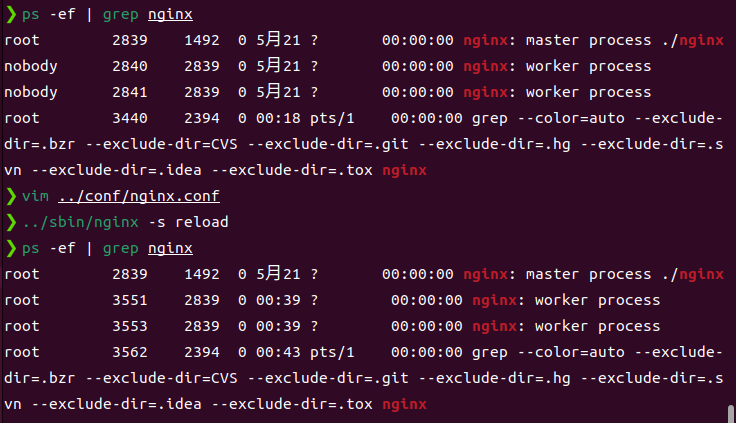 ❯ ps -ef | grep nginx
root        2839    1492  0 5月21 ?       00:00:00 nginx: master process ./nginx
nobody      2840    2839  0 5月21 ?       00:00:00 nginx: worker process
nobody      2841    2839  0 5月21 ?       00:00:00 nginx: worker process
root        3440    2394  0 00:18 pts/1    00:00:00 grep --color=auto --exclude-
dir=.bzr --exclude-dir=CVS --exclude-dir=.git --exclude-dir=.hg --exclude-dir=.s
vn --exclude-dir=.idea --exclude-dir=.tox nginx
❯ vim ../conf/nginx.conf
❯ ../sbin/nginx -s reload
❯ ps -ef | grep nginx
root        2839    1492  0 5月21 ?       00:00:00 nginx: master process ./nginx
root        3551    2839  0 00:39 ?        00:00:00 nginx: worker process
root        3553    2839  0 00:39 ?        00:00:00 nginx: worker process
root        3562    2394  0 00:43 pts/1    00:00:00 grep --color=auto --exclude-
dir=.bzr --exclude-dir=CVS --exclude-dir=.git --exclude-dir=.hg --exclude-dir=.s
vn --exclude-dir=.idea --exclude-dir=.tox nginx